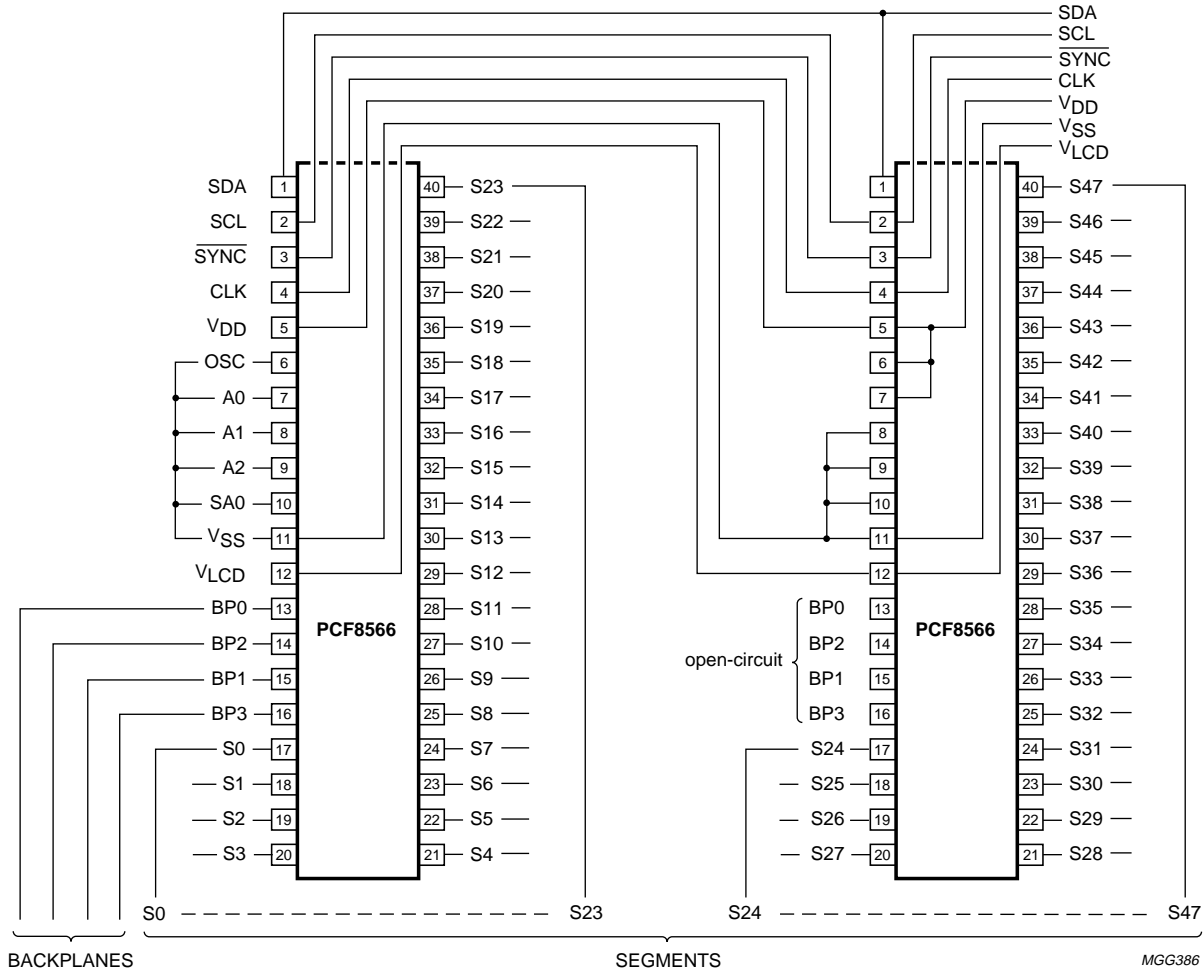 SDA
SCL
SYNC
CLK
VDD
VSS
VLCD
SDA 1 40 S23 1 40 S47
SCL 2 39 S22 2 39 S46
SYNC 3 38 S21 3 38 S45
CLK 4 37 S20 4 37 S44
VDD 5 36 S19 5 36 S43
OSC 6 35 S18 6 35 S42
A0 7 34 S17 7 34 S41
A1 8 33 S16 8 33 S40
A2 9 32 S15 9 32 S39
SA0 10 31 S14 10 31 S38
VSS 11 30 S13 11 30 S37
VLCD 12 29 S12 12 29 S36
BP0 13 28 S11 BP0 13 28 S35
PCF8566 PCF8566
BP2 14 27 S10 BP2 14 27 S34
open-circuit
BP1 15 26 S9 BP1 15 26 S33
BP3 16 25 S8 BP3 16 25 S32
S0 17 24 S7 S24 17 24 S31
S1 18 23 S6 S25 18 23 S30
S2 19 22 S5 S26 19 22 S29
S3 20 21 S4 S27 20 21 S28
S0 S23 S24 S47
BACKPLANES SEGMENTS MGG386